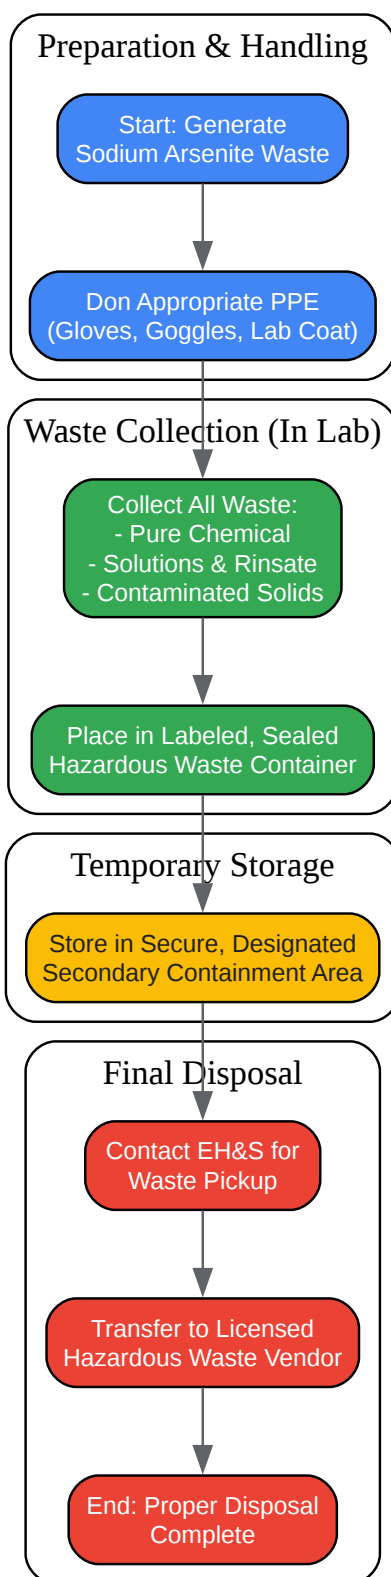 Preparation & Handling
Start: Generate
Sodium Arsenite Waste
Don Appropriate PPE
(Gloves, Goggles, Lab Coat)
Waste Collection (In Lab)
Collect All Waste:
- Pure Chemical
- Solutions & Rinsate
- Contaminated Solids
Place in Labeled, Sealed
Hazardous Waste Container
Temporary Storage
Store in Secure, Designated
Secondary Containment Area
Final Disposal
Contact EH&S for
Waste Pickup
Transfer to Licensed
Hazardous Waste Vendor
End: Proper Disposal
Complete